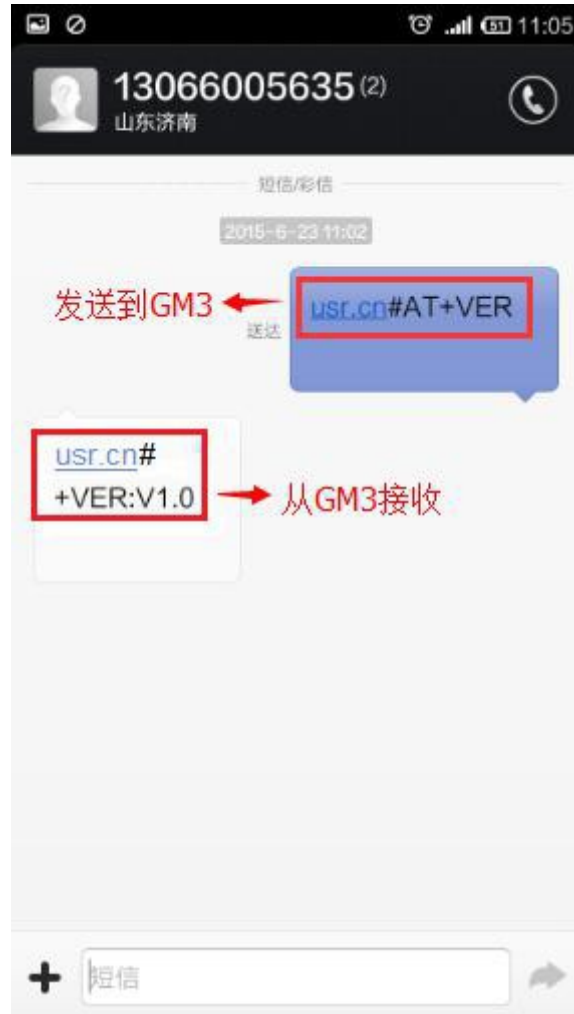 51 11:05
13066005635 (2)
山东济南
短信/彩信
2015-6-23 11:02
发送到GM3
usr.cn#AT+VER
送达
usr.cn#
+VER:V1.0
从GM3接收
短信